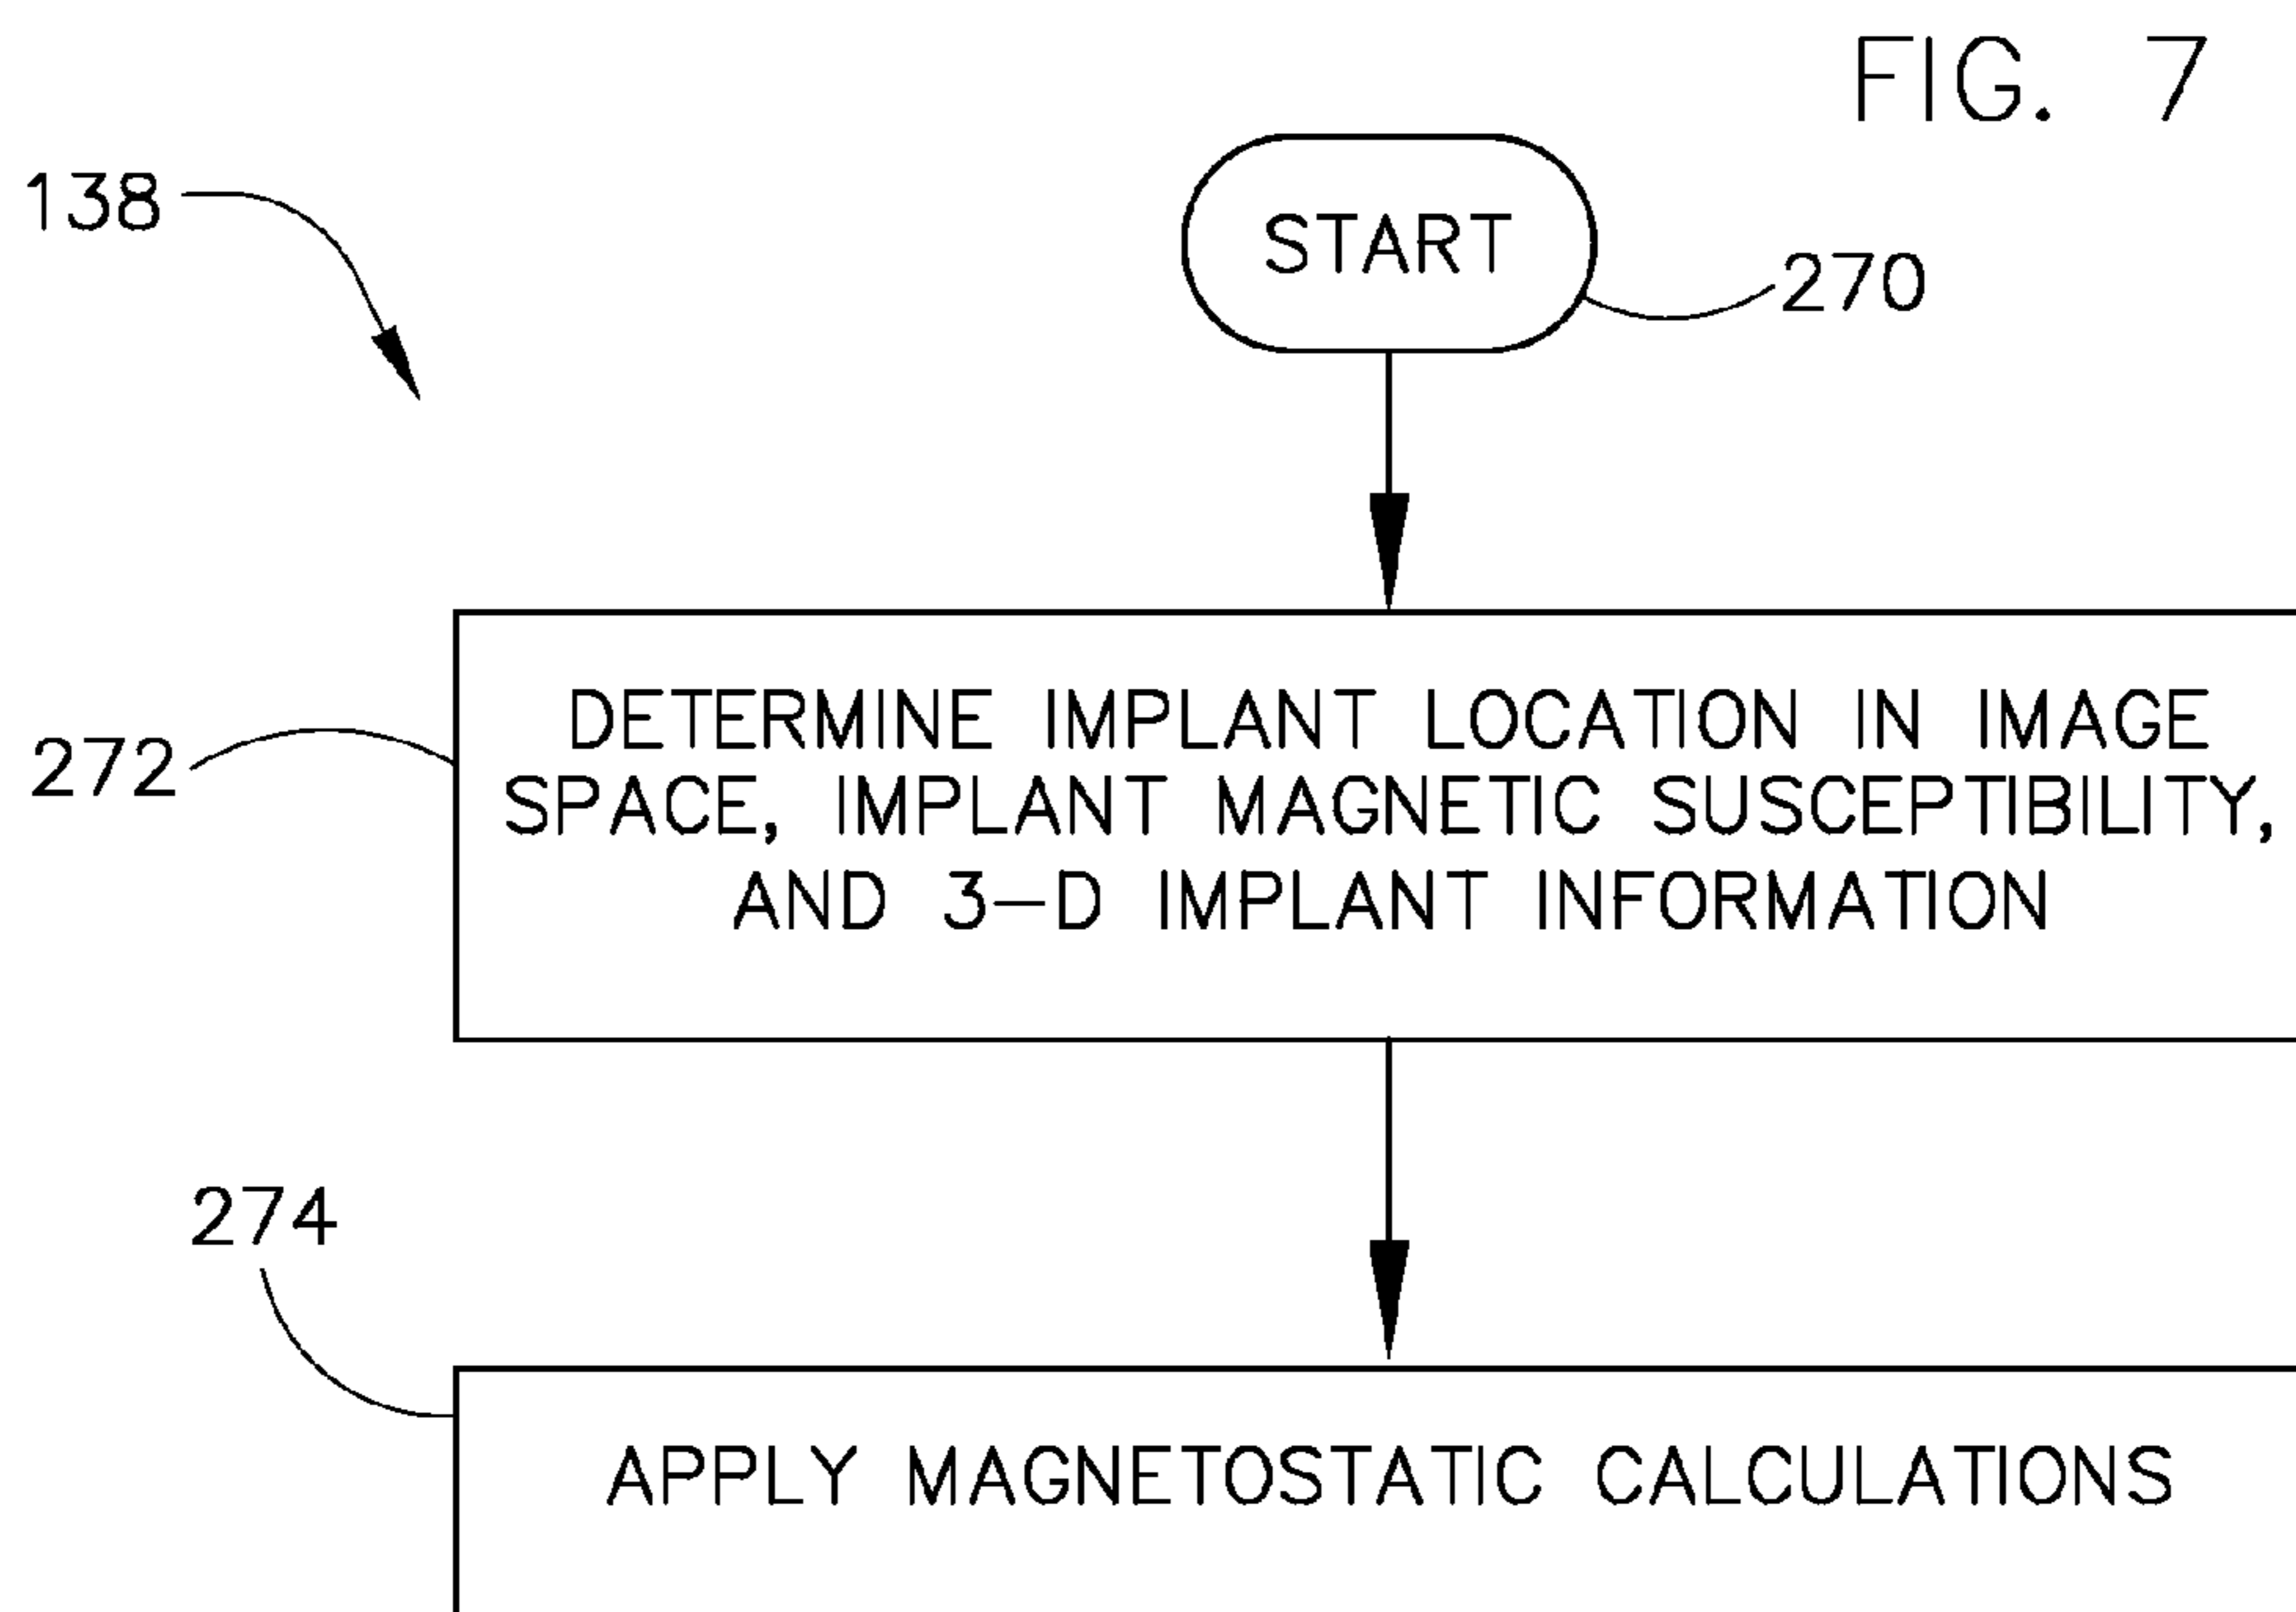 FIG. 7
138
START
270
DETERMINE IMPLANT LOCATION IN IMAGE
SPACE, IMPLANT MAGNETIC SUSCEPTIBILITY,
AND 3–D IMPLANT INFORMATION
272
274
APPLY MAGNETOSTATIC CALCULATIONS